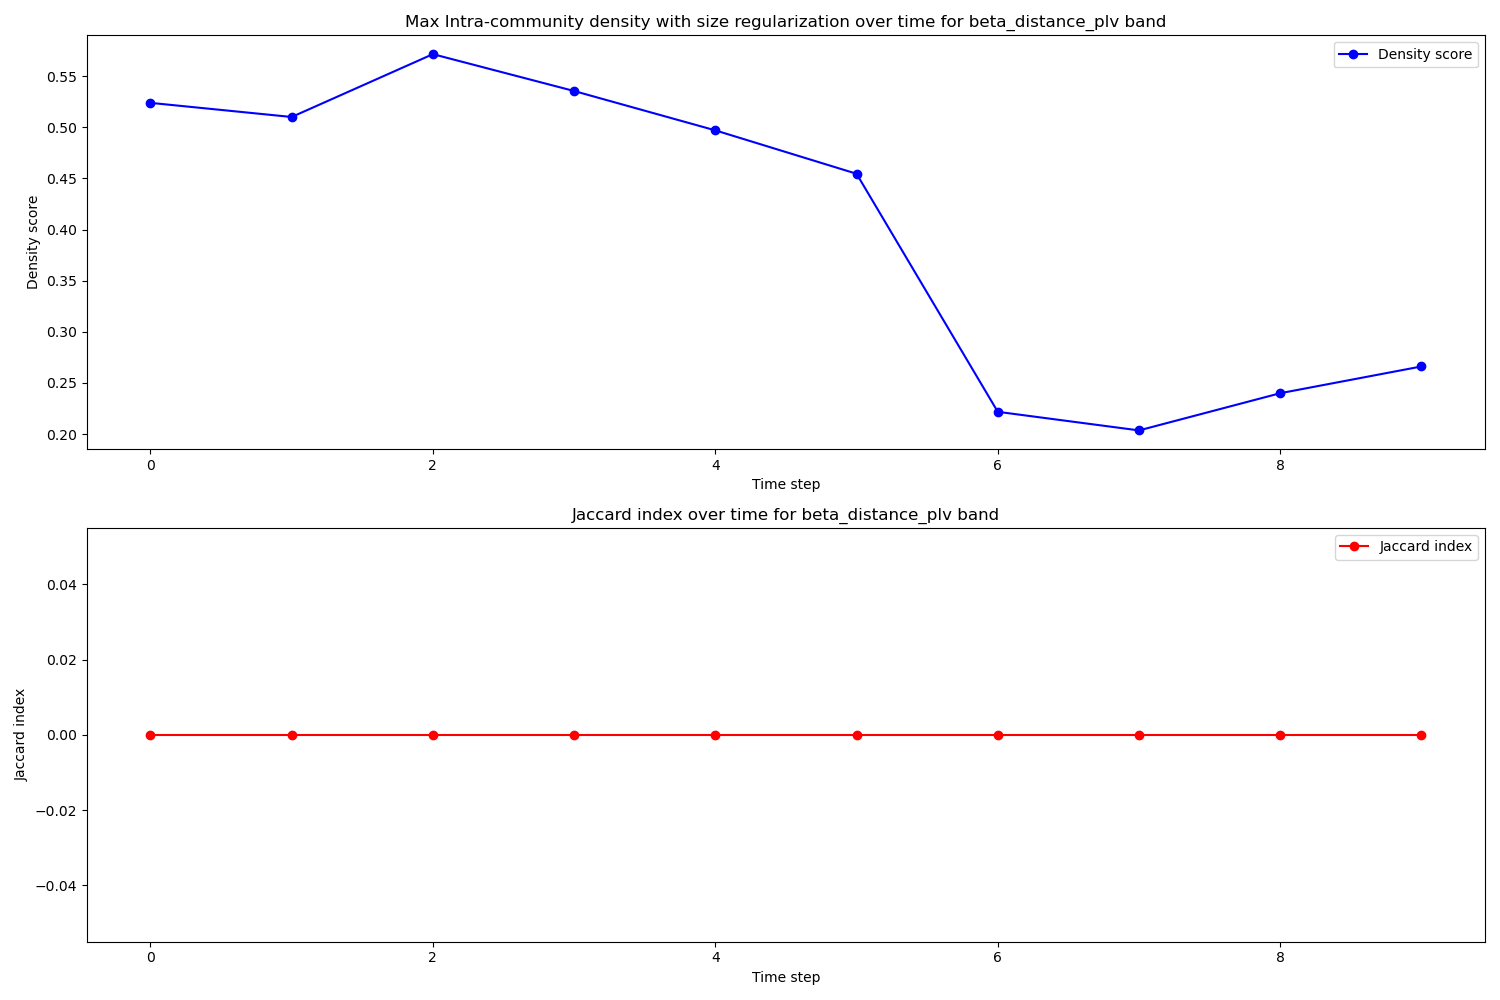 Max Intra-community density with size regularization over time for beta_distance_plv band
Density score
0.55
0.50
0.45
0.40
0.35
0.30
0.25
0.20
Density score
0 2 4 6 8
Time step
Jaccard index over time for beta_distance_plv band
Jaccard index
0.04
0.02
0.00
−0.02
−0.04
Jaccard index
0 2 4 6 8
Time step